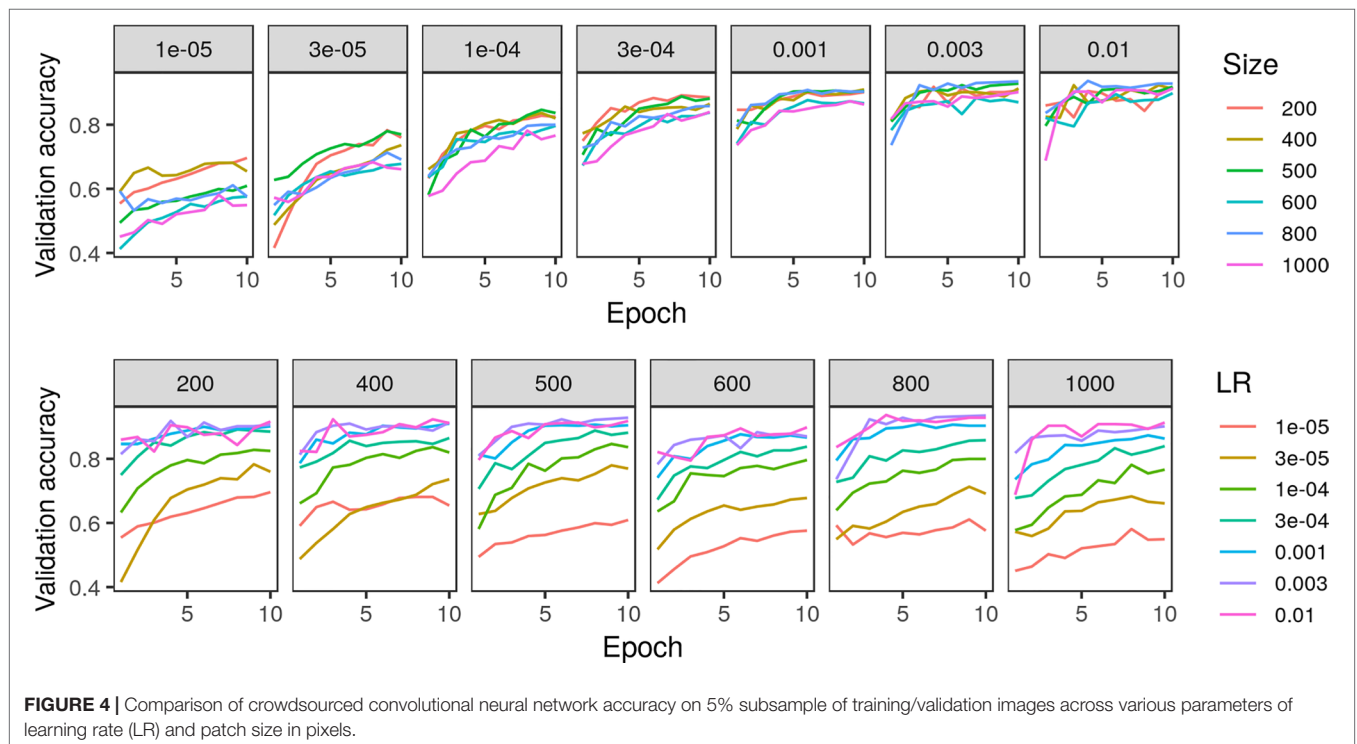 1e-05 3e-05 1e-04 3e-04 0.001 0.003 0.01
Validation accuracy
0.8
0.6
0.4
5 10 5 10 5 10 5 10 5 10 5 10 5 10
Epoch
Size
200
400
500
600
800
1000
200 400 500 600 800 1000
Validation accuracy
0.8
0.6
0.4
5 10 5 10 5 10 5 10 5 10 5 10
Epoch
LR
1e-05
3e-05
1e-04
3e-04
0.001
0.003
0.01
FIGURE 4 | Comparison of crowdsourced convolutional neural network accuracy on 5% subsample of training/validation images across various parameters of
learning rate (LR) and patch size in pixels.